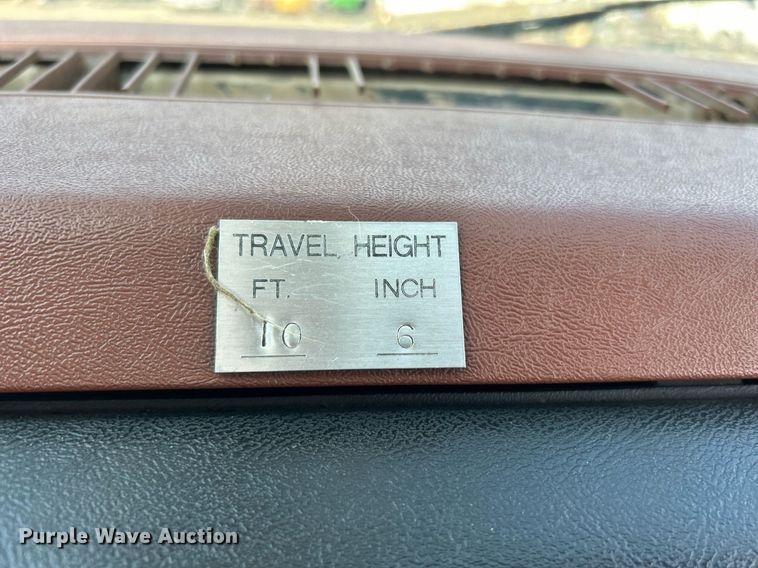 TRAVEL HEIGHT
FT. INCH
10 6
Purple Wave Auction